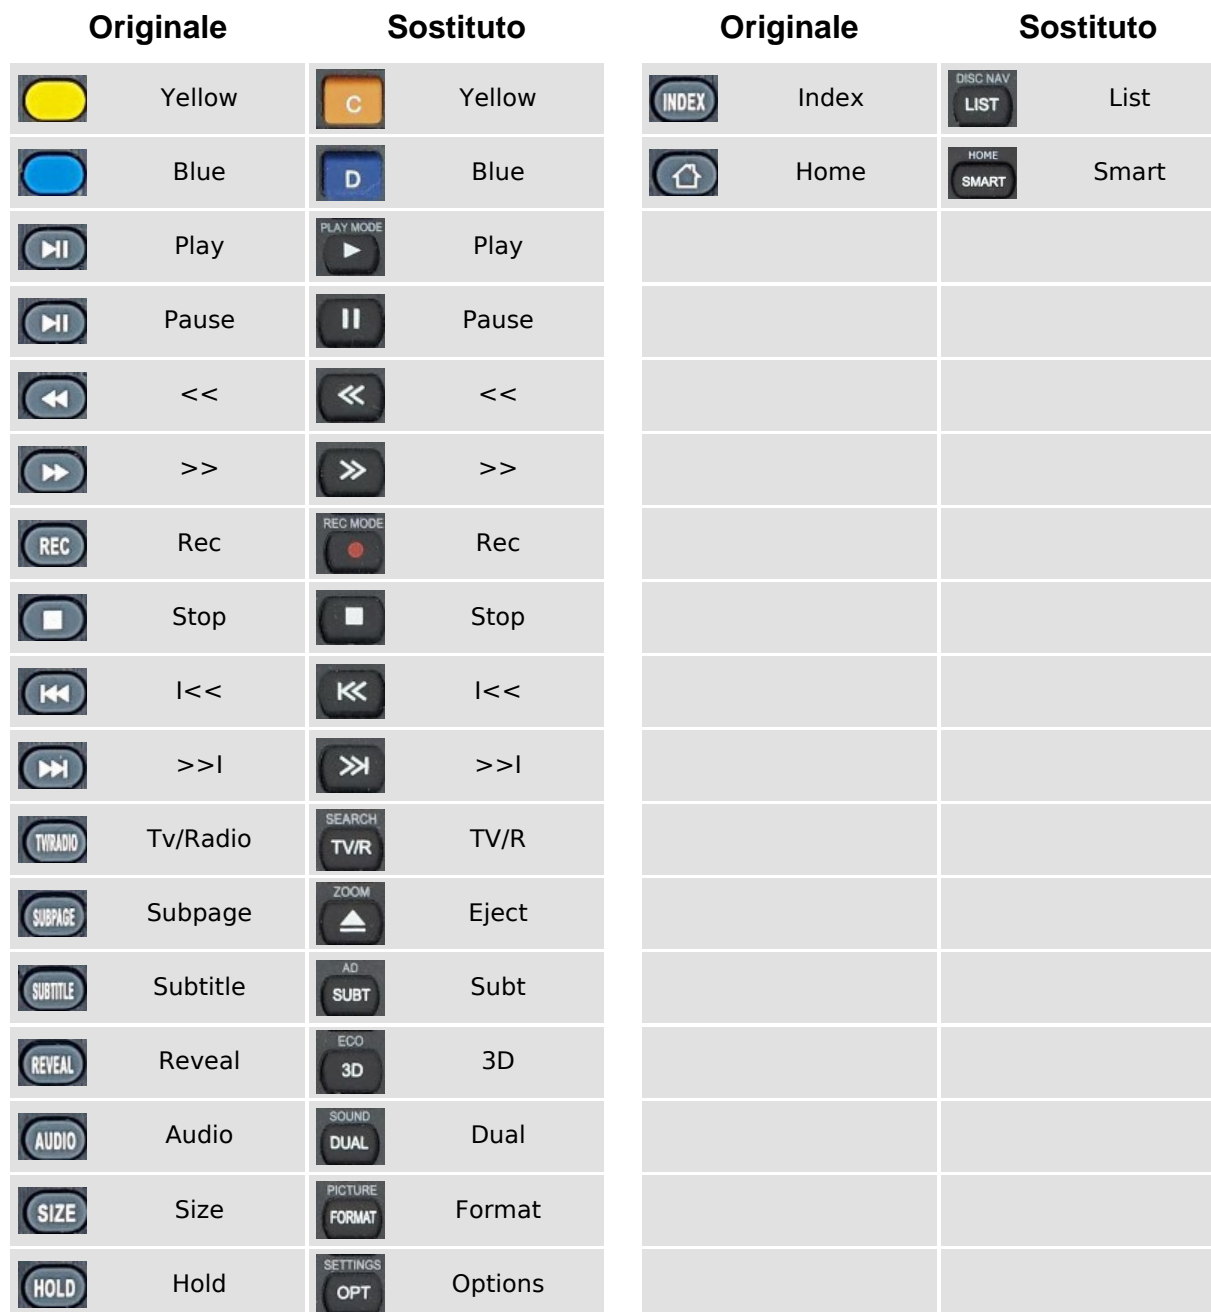 Originale Sostituto Originale Sostituto
Yellow C Yellow INDEX Index DISC NAV LIST List
Blue D Blue Home HOME SMART Smart
Play PLAY MODE Play
Pause Pause
<< <<
>> >>
REC Rec REC MODE Rec
Stop Stop
I<< I<<
>>I >>I
TV/RADIO Tv/Radio SEARCH TV/R TV/R
SUBPAGE Subpage ZOOM Eject
SUBTITLE Subtitle AD SUBT Subt
REVEAL Reveal ECO 3D 3D
AUDIO Audio SOUND DUAL Dual
SIZE Size PICTURE FORMAT Format
HOLD Hold SETTINGS OPT Options